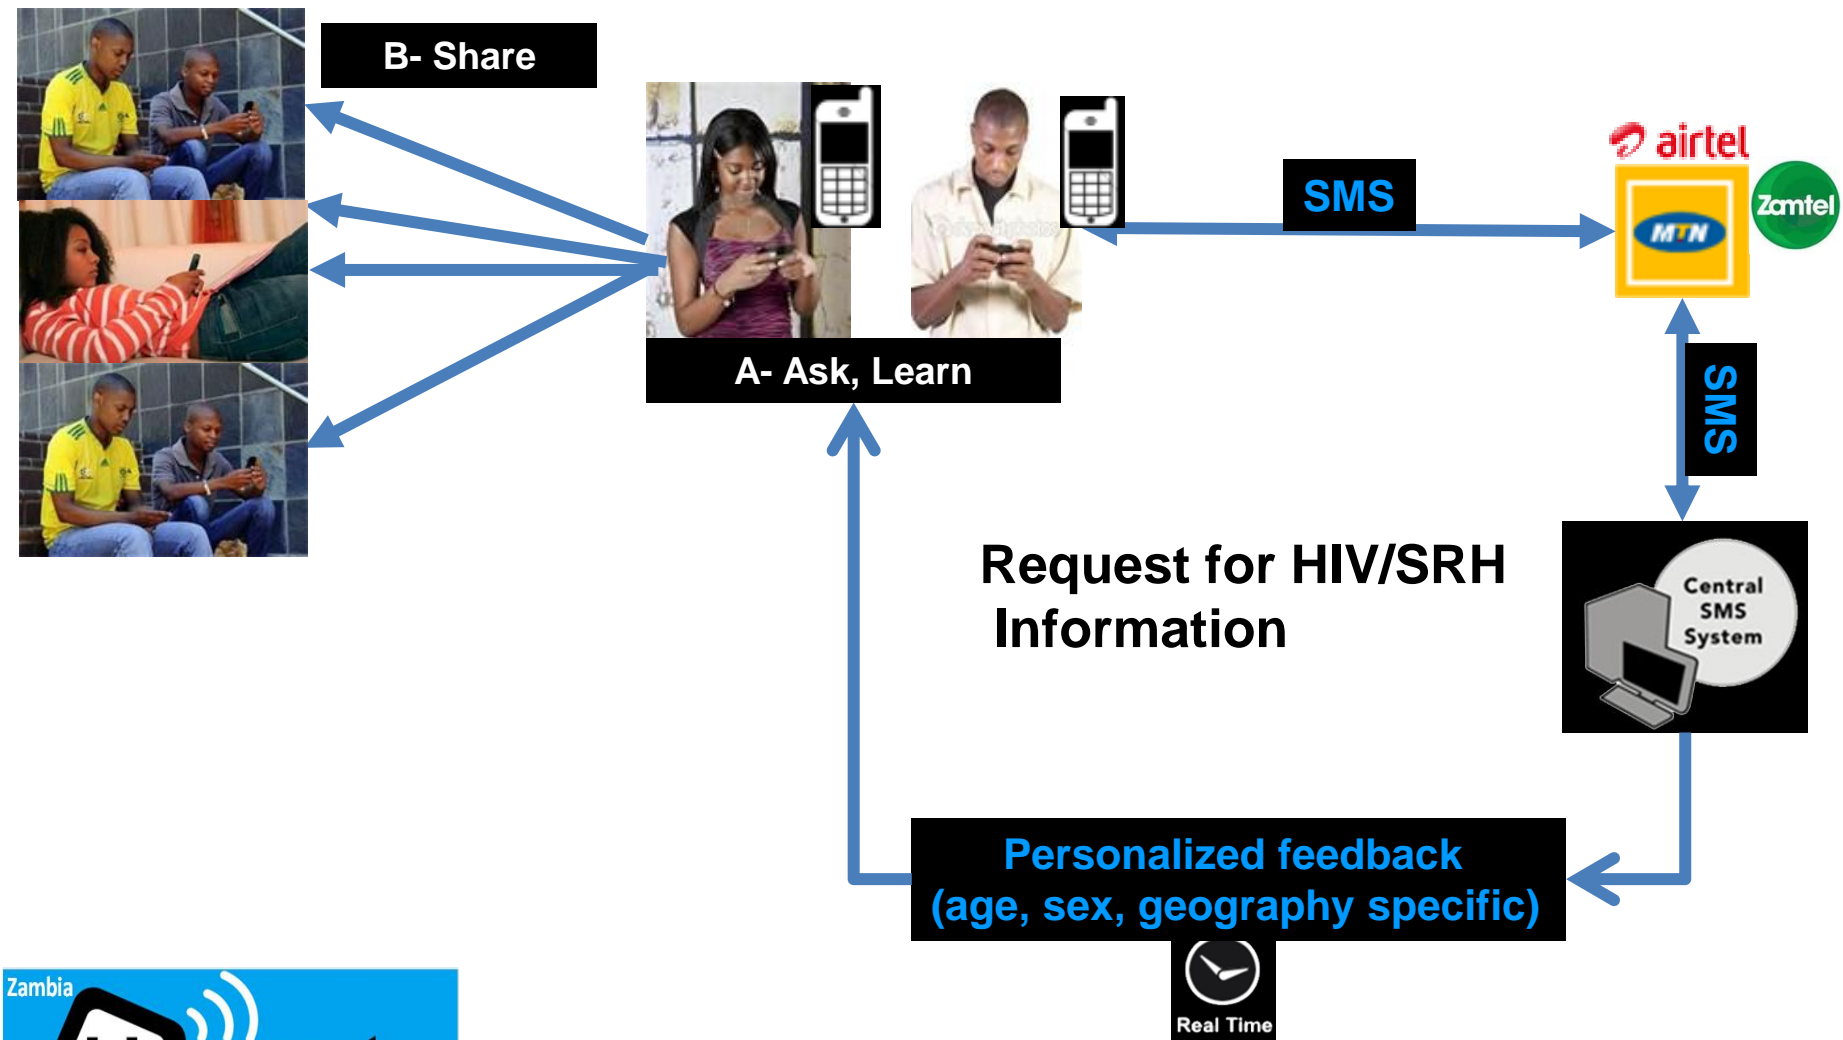 B- Share
airtel
SMS
Zamtel
MTN
A- Ask, Learn
SMS
Request for HIV/SRH
Information
Central
SMS
System
Personalized feedback
(age, sex, geography specific)
Real Time
Zambia